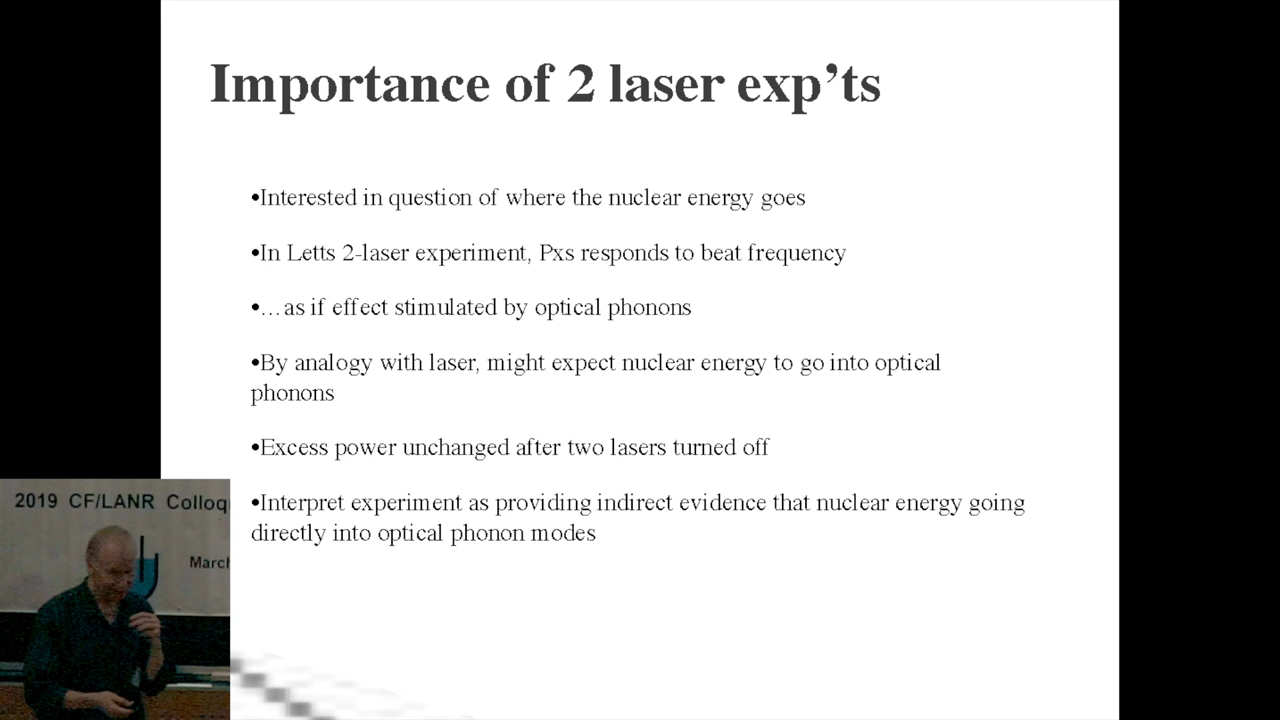 Importance of 2 laser exp’ts
•Interested in question of where the nuclear energy goes
•In Letts 2-laser experiment, Pxs responds to beat frequency
•…as if effect stimulated by optical phonons
•By analogy with laser, might expect nuclear energy to go into optical
phonons
•Excess power unchanged after two lasers turned off
•Interpret experiment as providing indirect evidence that nuclear energy going
directly into optical phonon modes
2019 CF/LANR Colloq
March